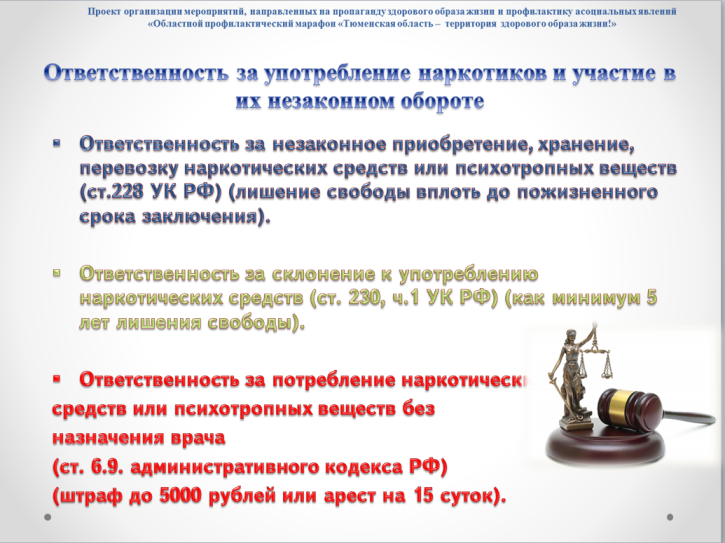 Проект организации мероприятий, направленных на пропаганду здорового образа жизни и профилактику асоциальных явлений
«Областной профилактический марафон «Тюменская область – территория здорового образа жизни!»
Ответственность за употребление наркотиков и участие в
их незаконном обороте
Ответственность за незаконное приобретение, хранение,
перевозку наркотических средств или психотропных веществ
(ст.228 УК РФ) (лишение свободы вплоть до пожизненного
срока заключения).
Ответственность за склонение к употреблению
наркотических средств (ст. 230, ч.1 УК РФ) (как минимум 5
лет лишения свободы).
Ответственность за потребление наркотически
средств или психотропных веществ без
назначения врача
(ст. 6.9. административного кодекса РФ)
(штраф до 5000 рублей или арест на 15 суток).